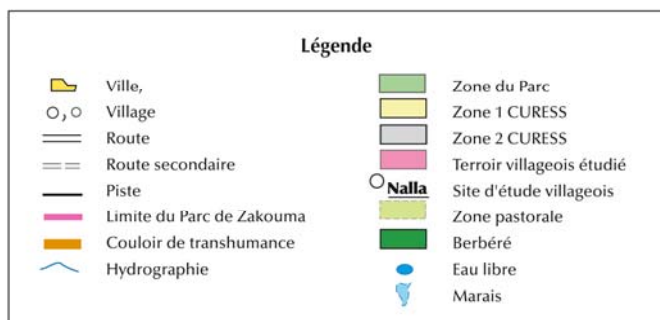 Légende
Ville,
Village
Route
Route secondaire
Piste
Limite du Parc de Zakouma
Couloir de transhumance
Hydrographie
Zone du Parc
Zone 1 CURESS
Zone 2 CURESS
Terroir villageois étudié
Nalla Site d'étude villageois
Zone pastorale
Berbéré
Eau libre
Marais